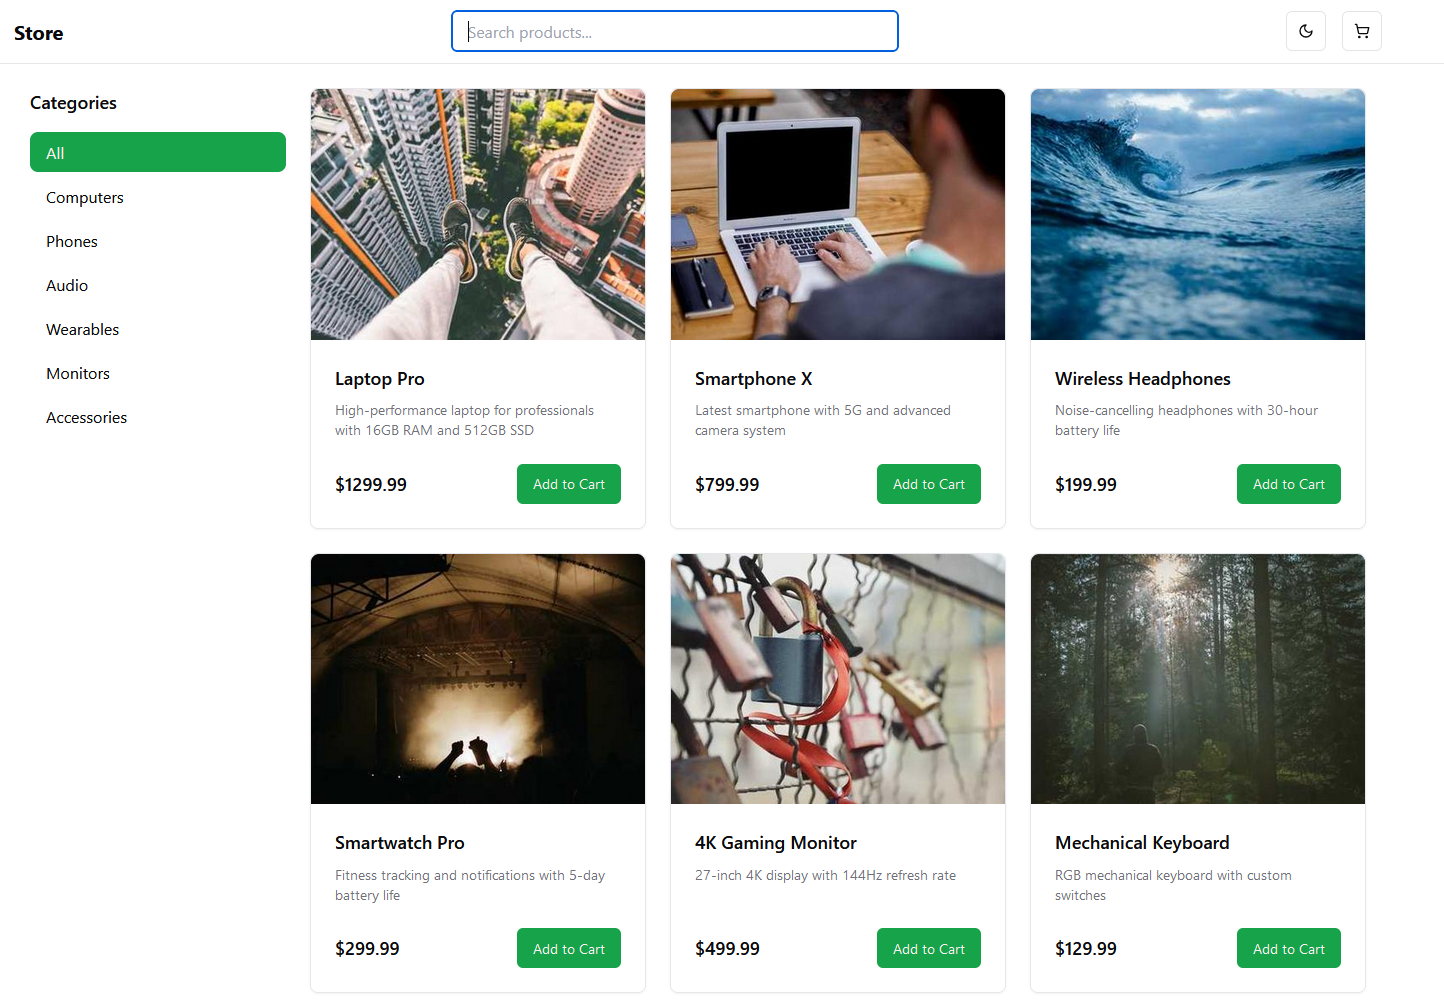 Store
Search products...
Categories
All
Computers
Phones
Audio
Wearables
Monitors
Accessories
Laptop Pro
High-performance laptop for professionals
with 16GB RAM and 512GB SSD
$1299.99
Add to Cart
Smartphone X
Latest smartphone with 5G and advanced
camera system
$799.99
Add to Cart
Wireless Headphones
Noise-cancelling headphones with 30-hour
battery life
$199.99
Add to Cart
Smartwatch Pro
Fitness tracking and notifications with 5-day
battery life
$299.99
Add to Cart
4K Gaming Monitor
27-inch 4K display with 144Hz refresh rate
$499.99
Add to Cart
Mechanical Keyboard
RGB mechanical keyboard with custom
switches
$129.99
Add to Cart